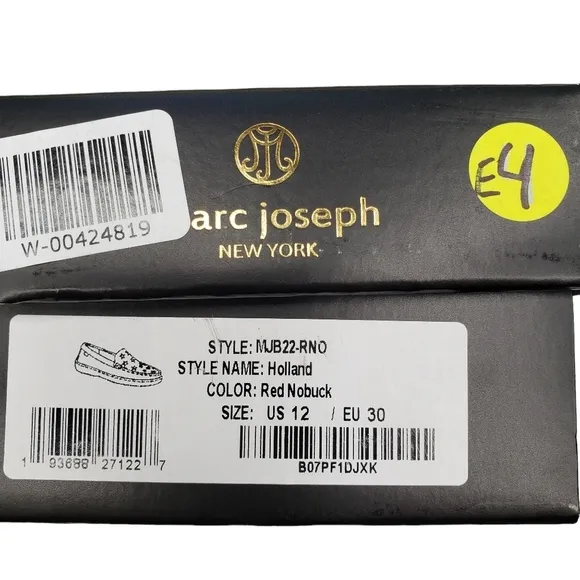 W-00424819
arc joseph
NEW YORK
E4
STYLE: MJB22-RNO
STYLE NAME: Holland
COLOR: Red Nobuck
SIZE: US 12 / EU 30
1 93688 27122 7
B07PF1DJXK